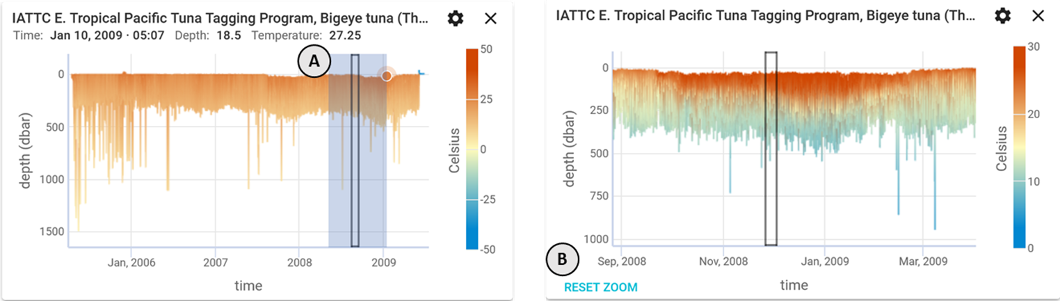 IATTC E. Tropical Pacific Tuna Tagging Program, Bigeye tuna (Th...
Time: Jan 10, 2009 · 05:07 Depth: 18.5 Temperature: 27.25
A
0
500
1000
1500
depth (dbar)
Jan, 2006
2007
2008
2009
time
50
25
0
-25
-50
Celsius
IATTC E. Tropical Pacific Tuna Tagging Program, Bigeye tuna (Th...
0
250
500
750
1000
depth (dbar)
Sep, 2008
Nov, 2008
Jan, 2009
Mar, 2009
time
30
20
10
0
Celsius
B
RESET ZOOM